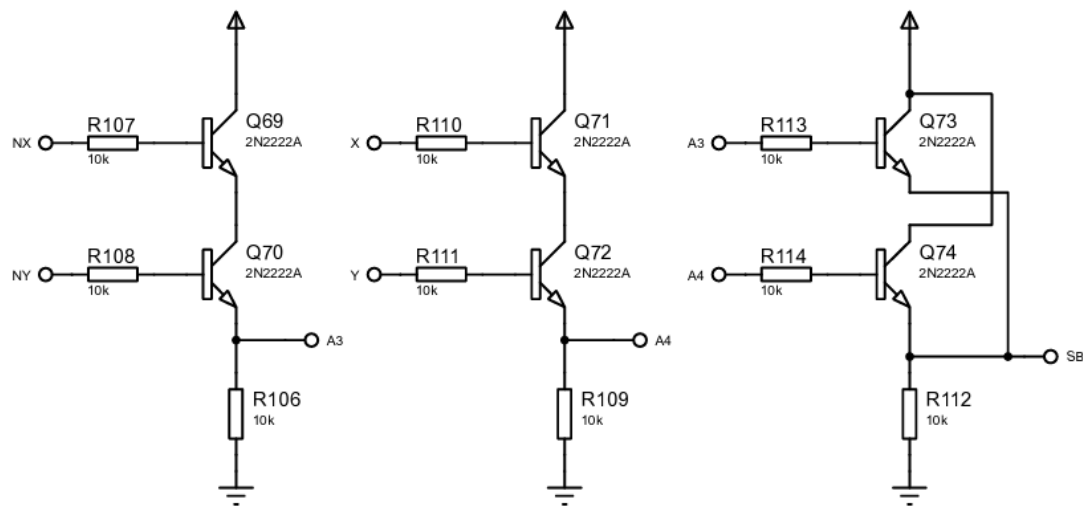 NX
R107
10k
Q69
2N2222A
NY
R108
10k
Q70
2N2222A
A3
R106
10k
X
R110
10k
Q71
2N2222A
Y
R111
10k
Q72
2N2222A
A4
R109
10k
A3
R113
10k
Q73
2N2222A
A4
R114
10k
Q74
2N2222A
SB
R112
10k